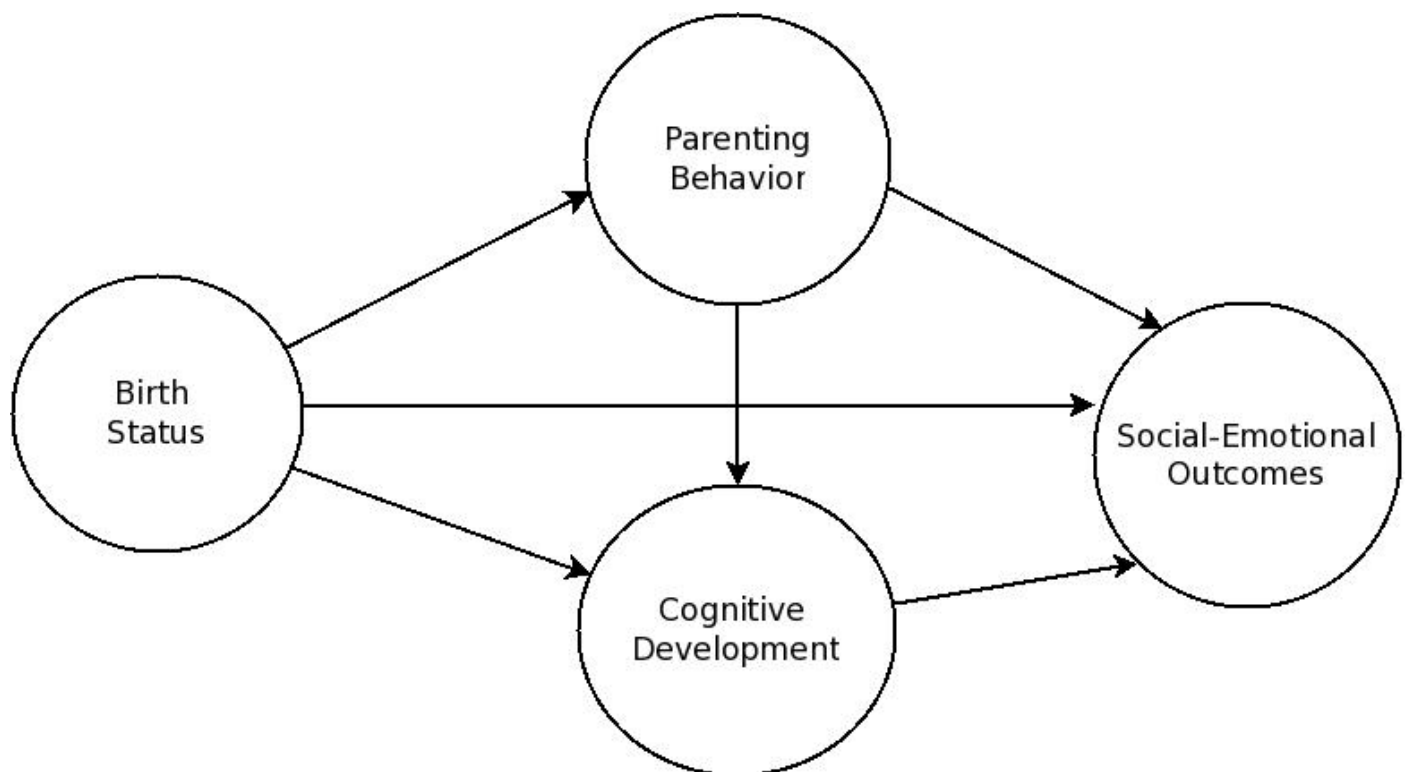 Parenting
Behavior
Birth
Status
Social-Emotional
Outcomes
Cognitive
Development